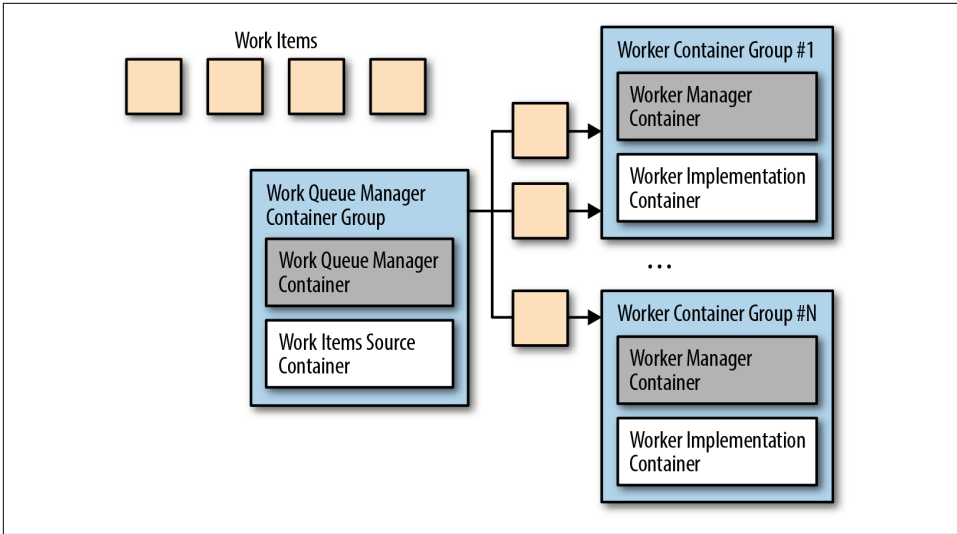 Work Items
Work Queue Manager
Container Group
Work Queue Manager
Container
Work Items Source
Container
Worker Container Group #1
Worker Manager
Container
Worker Implementation
Container
...
Worker Container Group #N
Worker Manager
Container
Worker Implementation
Container